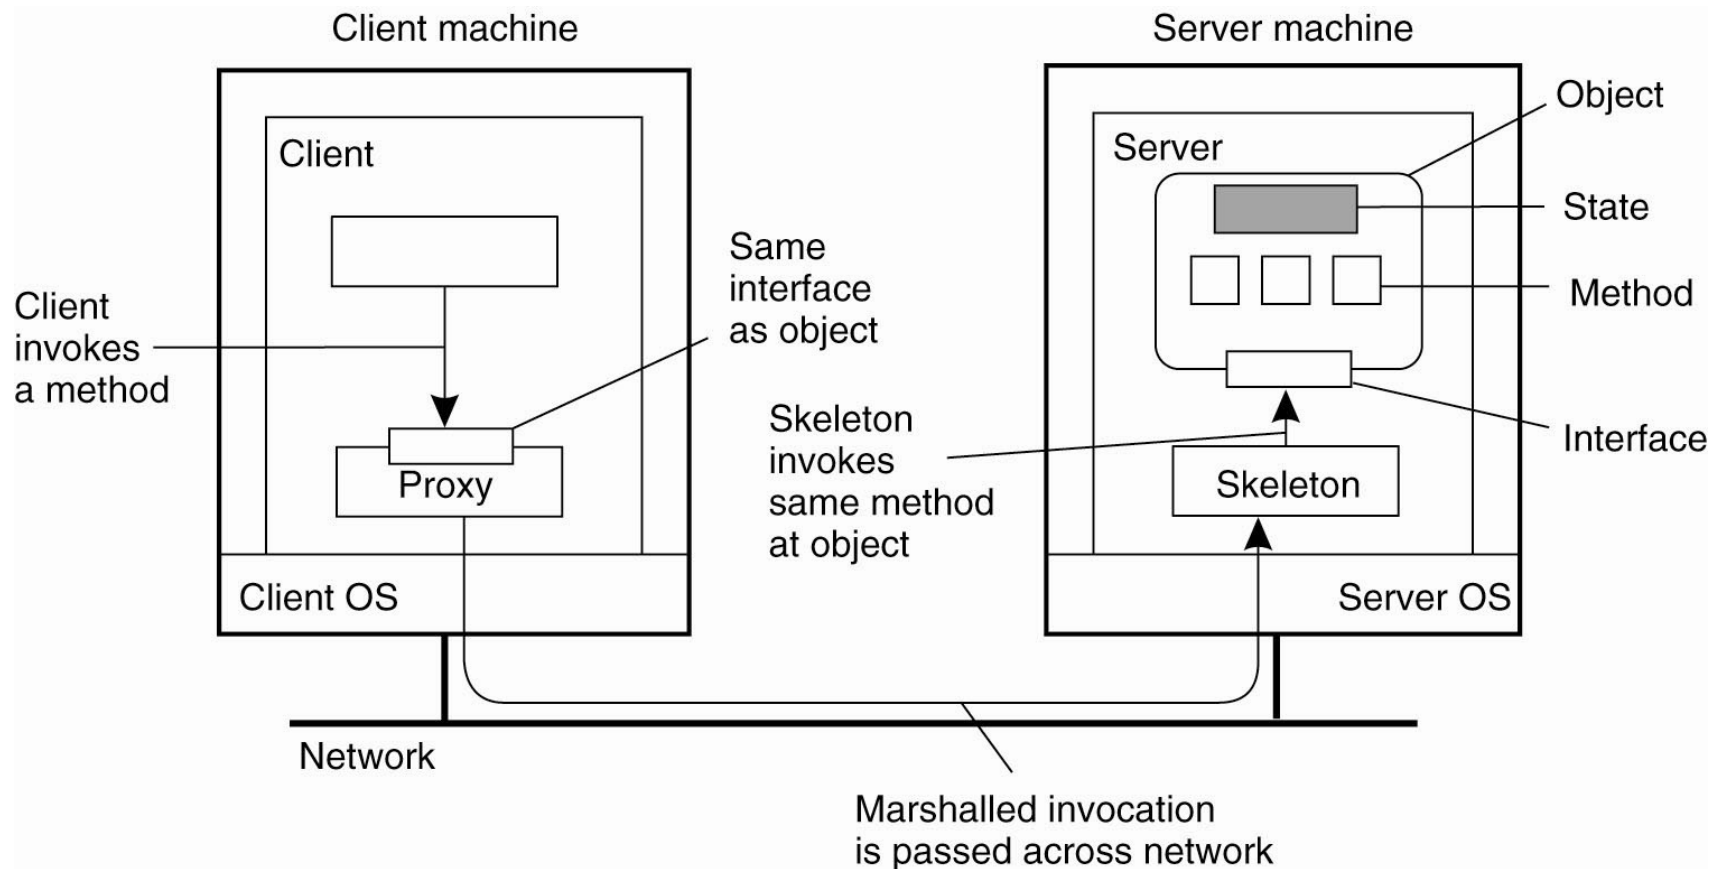 Client machine
Server machine
Client
Server
Object
State
Method
Interface
Client
invokes
a method
Same
interface
as object
Proxy
Skeleton
invokes
same method
at object
Skeleton
Client OS
Server OS
Network
Marshalled invocation
is passed across network